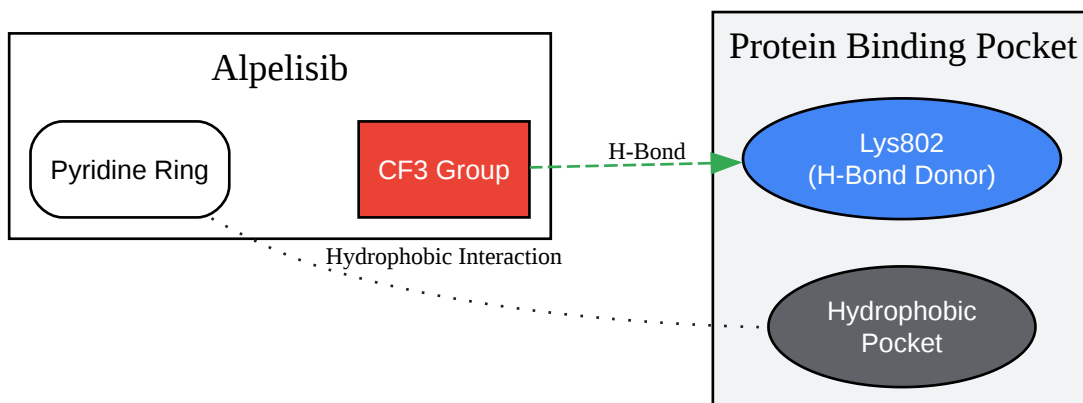 Alpelisib
Pyridine Ring
CF3 Group
Hydrophobic Interaction
H-Bond
Protein Binding Pocket
Lys802
(H-Bond Donor)
Hydrophobic
Pocket